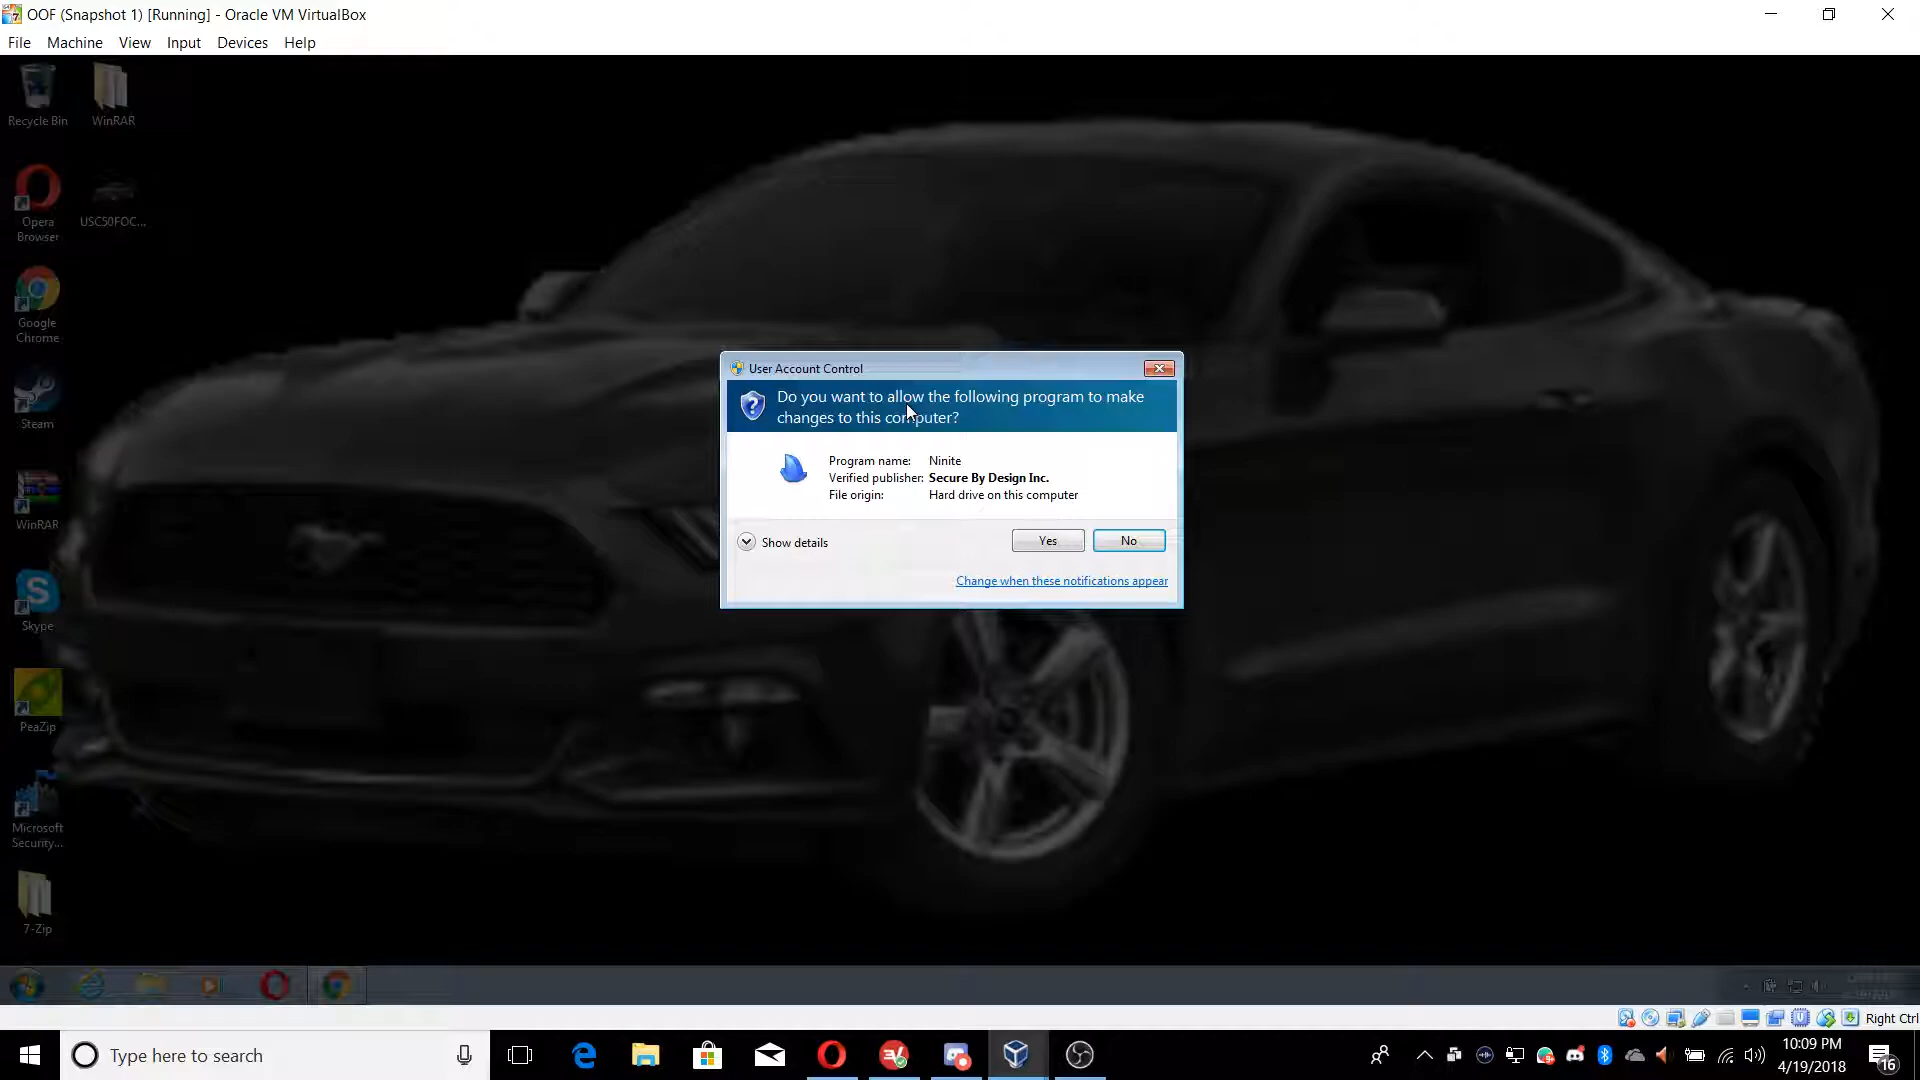 OOF (Snapshot 1) [Running] - Oracle VM VirtualBox
File Machine View Input Devices Help
Recycle Bin
WinRAR
Opera
Browser
USC50FOC...
Google
Chrome
Steam
WinRAR
Skype
PeaZip
Microsoft
Security...
7-Zip
User Account Control
Do you want to allow the following program to make
changes to this computer?
Program name: Ninite
Verified publisher: Secure By Design Inc.
File origin: Hard drive on this computer
Show details
Yes
No
Change when these notifications appear
Right Ctrl
Type here to search
10:09 PM
4/19/2018
16